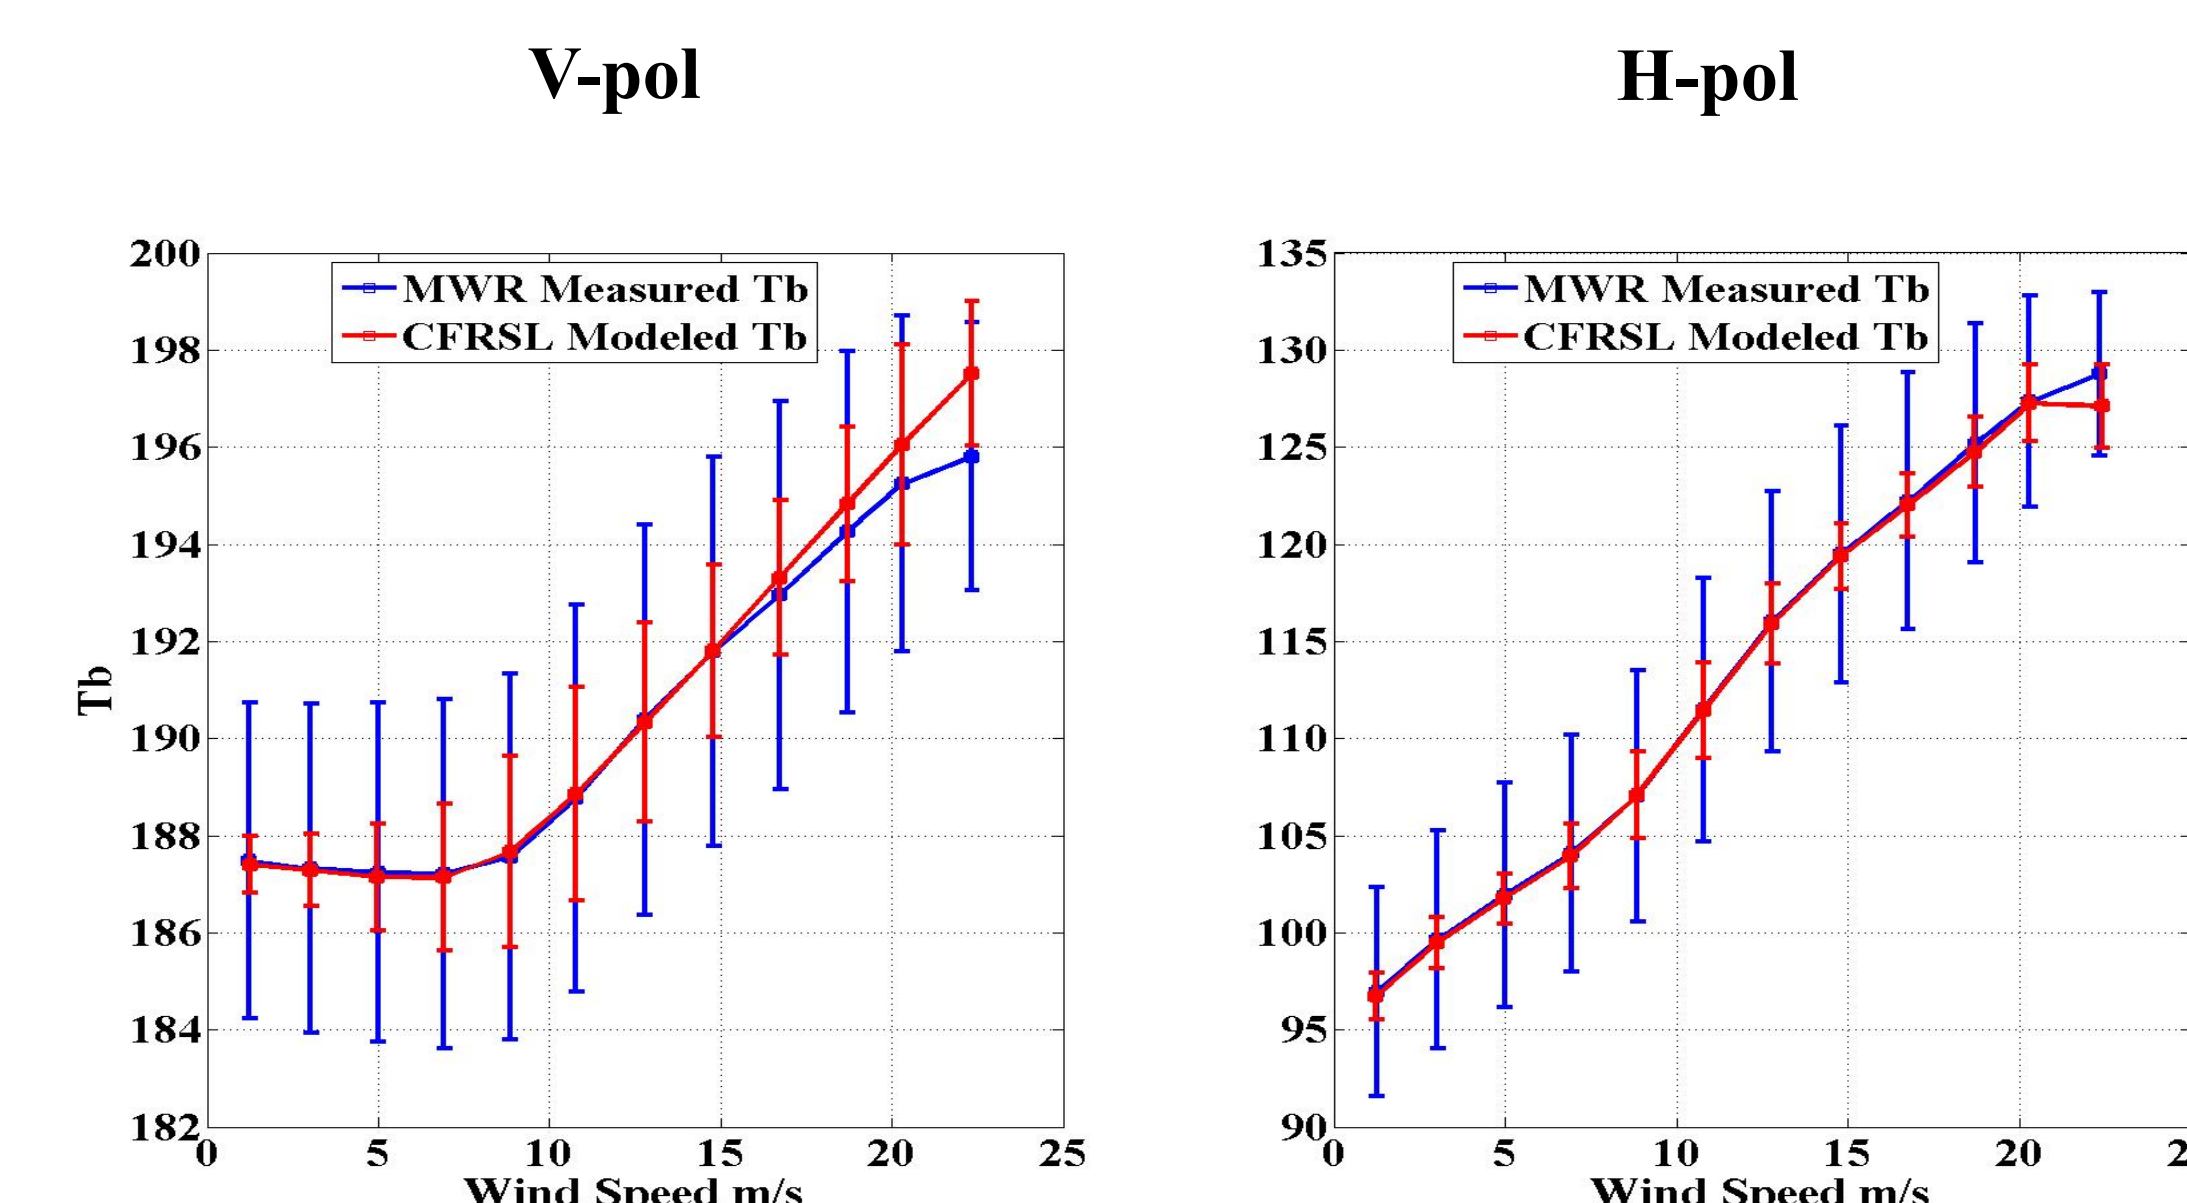 V-pol
H-pol
200
198
196
194
192
190
188
186
184
182
Tb
MWR Measured Tb
CFRSL Modeled Tb
0 5 10 15 20 25
Wind Speed m/s
135
130
125
120
115
110
105
100
95
90
MWR Measured Tb
CFRSL Modeled Tb
0 5 10 15 20
Wind Speed m/s